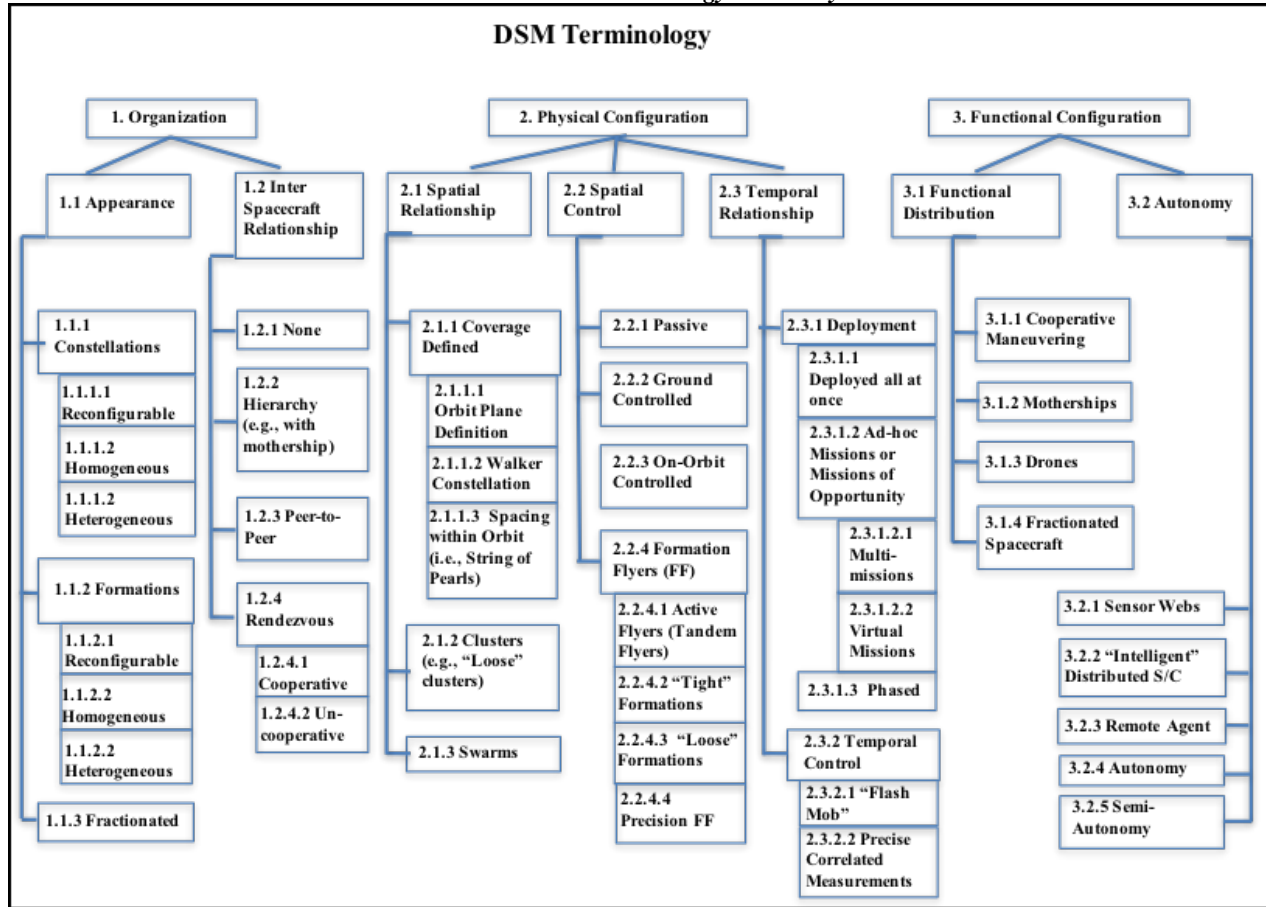 DSM Terminology
1. Organization
2. Physical Configuration
3. Functional Configuration
1.1 Appearance
1.2 Inter
Spacecraft
Relationship
2.1 Spatial
Relationship
2.2 Spatial
Control
2.3 Temporal
Relationship
3.1 Functional
Distribution
3.2 Autonomy
1.1.1
Constellations
1.1.1.1
Reconfigurable
1.1.1.2
Homogeneous
1.1.1.2
Heterogeneous
1.1.2 Formations
1.1.2.1
Reconfigurable
1.1.2.2
Homogeneous
1.1.2.2
Heterogeneous
1.1.3 Fractionated
1.2.1 None
1.2.2
Hierarchy
(e.g., with
mothership)
1.2.3 Peer-to-
Peer
1.2.4
Rendezvous
1.2.4.1
Cooperative
1.2.4.2 Un-
cooperative
2.1.1 Coverage
Defined
2.1.1.1
Orbit Plane
Definition
2.1.1.2 Walker
Constellation
2.1.1.3 Spacing
within Orbit
(i.e., String of
Pearls)
2.1.2 Clusters
(e.g., “Loose”
clusters)
2.1.3 Swarms
2.2.1 Passive
2.2.2 Ground
Controlled
2.2.3 On-Orbit
Controlled
2.2.4 Formation
Flyers (FF)
2.2.4.1 Active
Flyers (Tandem
Flyers)
2.2.4.2 “Tight”
Formations
2.2.4.3 “Loose”
Formations
2.2.4.4
Precision FF
2.3.1 Deployment
2.3.1.1
Deployed all at
once
2.3.1.2 Ad-hoc
Missions or
Missions of
Opportunity
2.3.1.2.1
Multi-
missions
2.3.1.2.2
Virtual
Missions
2.3.1.3 Phased
2.3.2 Temporal
Control
2.3.2.1 “Flash
Mob”
2.3.2.2 Precise
Correlated
Measurements
3.1.1 Cooperative
Maneuvering
3.1.2 Motherships
3.1.3 Drones
3.1.4 Fractionated
Spacecraft
3.2.1 Sensor Webs
3.2.2 “Intelligent”
Distributed S/C
3.2.3 Remote Agent
3.2.4 Autonomy
3.2.5 Semi-
Autonomy